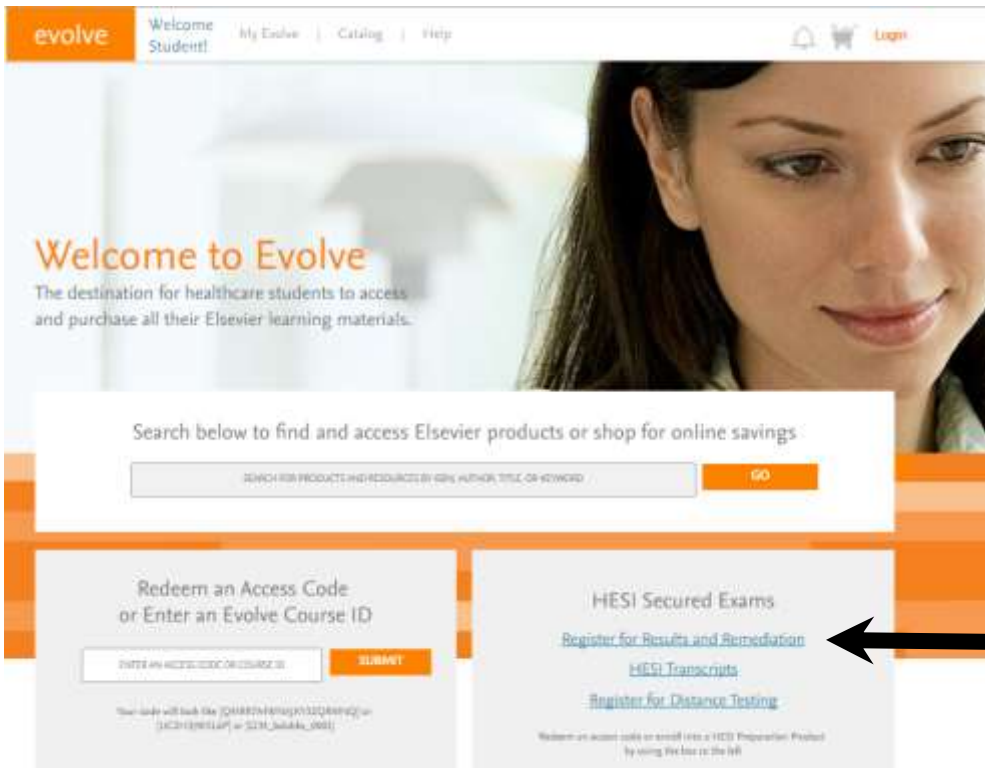 evolve
Welcome
Student!
My Evolve | Catalog | Help
Login
Welcome to Evolve
The destination for healthcare students to access
and purchase all their Elsevier learning materials.
Search below to find and access Elsevier products or shop for online savings
SEARCH FOR PRODUCTS AND RESOURCES BY ISBN, AUTHOR, TITLE, OR KEYWORD
GO
Redeem an Access Code
or Enter an Evolve Course ID
ENTER AN ACCESS CODE OR COURSE ID
SUBMIT
Your code will look like
HESI Secured Exams
Register for Results and Remediation
HESI Transcripts
Register for Distance Testing
Redeem an access code or enroll into a HESI Preparation Product
by using the box to the left